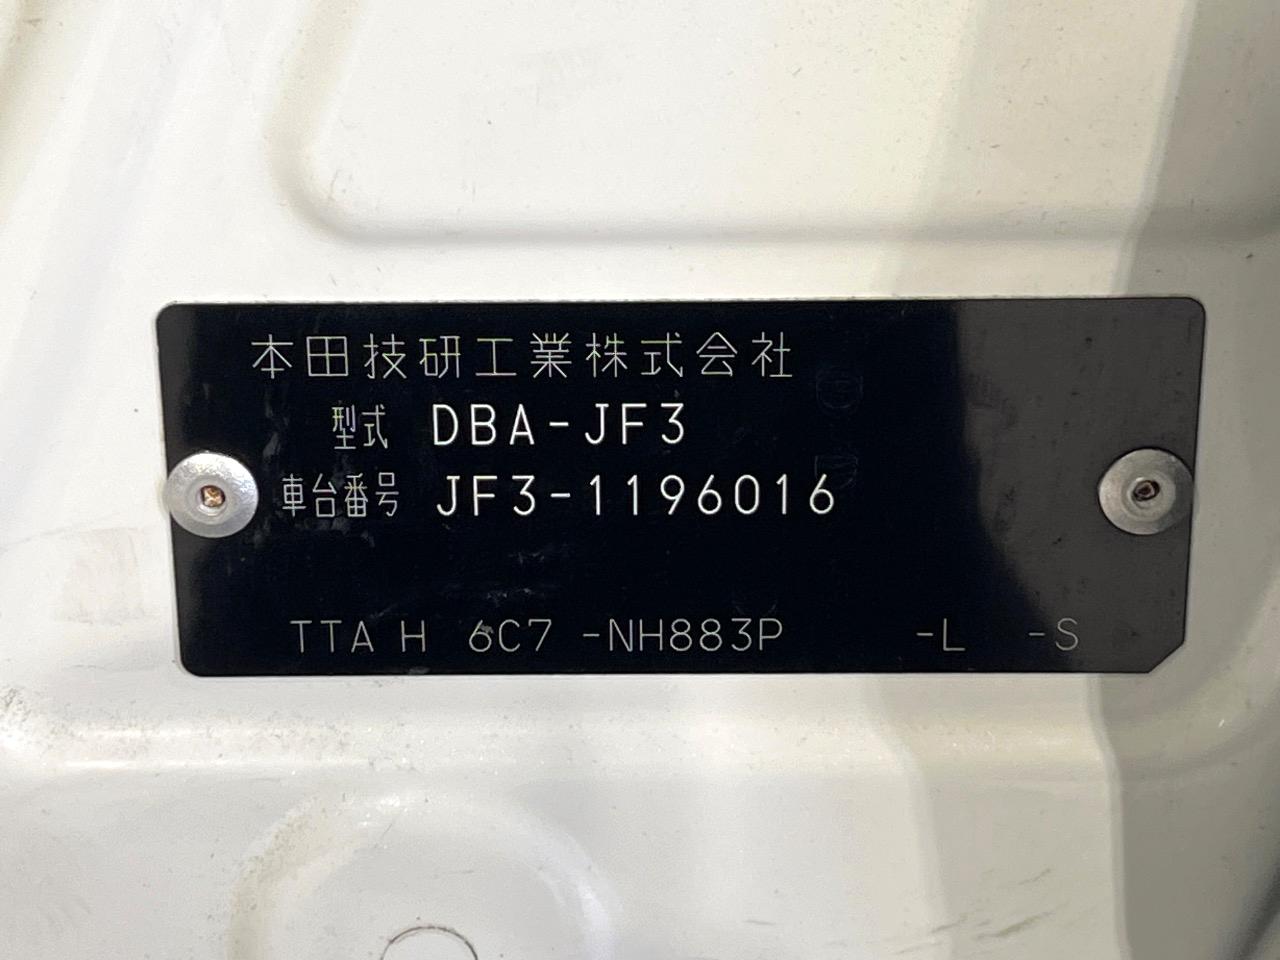 本田技研工業株式会社
型式 DBA-JF3
車台番号 JF3-1196016
TTA H 6C7 -NH883P -L -S